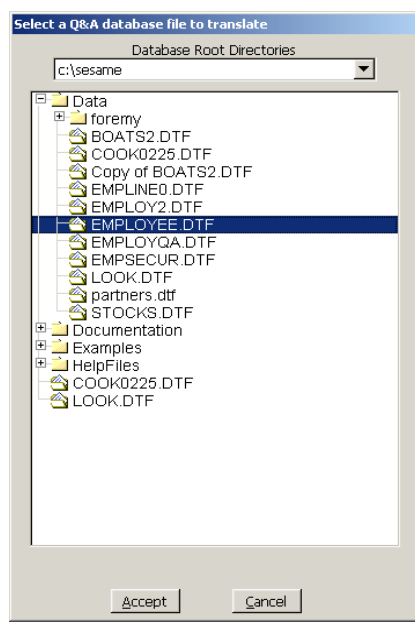 Select a Q&A database file to translate
Database Root Directories
c:\sesame
Data
foremy
BOATS2.DTF
COOK0225.DTF
Copy of BOATS2.DTF
EMPLINE0.DTF
EMPLOY2.DTF
EMPLOYEE.DTF
EMPLOYQA.DTF
EMPSECUR.DTF
LOOK.DTF
partners.dtf
STOCKS.DTF
Documentation
Examples
HelpFiles
COOK0225.DTF
LOOK.DTF
Accept Cancel